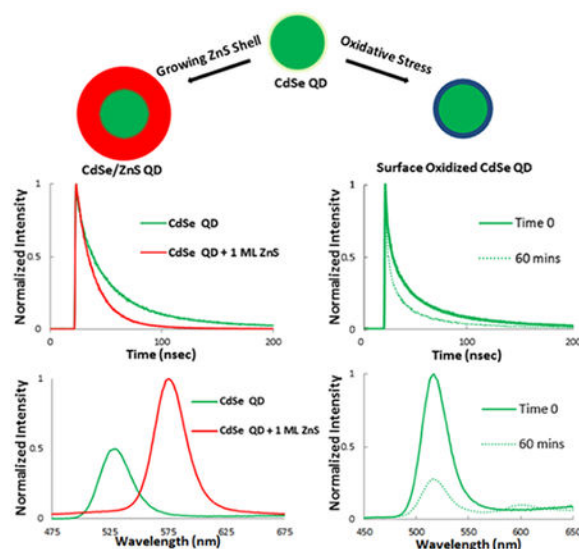 Growing ZnS Shell
Oxidative Stress
CdSe QD
CdSe/ZnS QD
Surface Oxidized CdSe QD
Normalized Intensity
1
0.5
0
0
100
200
Time (nsec)
CdSe QD
CdSe QD + 1 ML ZnS
Normalized Intensity
1
0.5
0
0
100
200
Time (nsec)
Time 0
60 mins
Normalized Intensity
1
0.5
0
475
525
575
625
675
Wavelength (nm)
CdSe QD
CdSe QD + 1 ML ZnS
Normalized Intensity
1
0.5
0
450
500
550
600
650
Wavelength (nm)
Time 0
60 mins